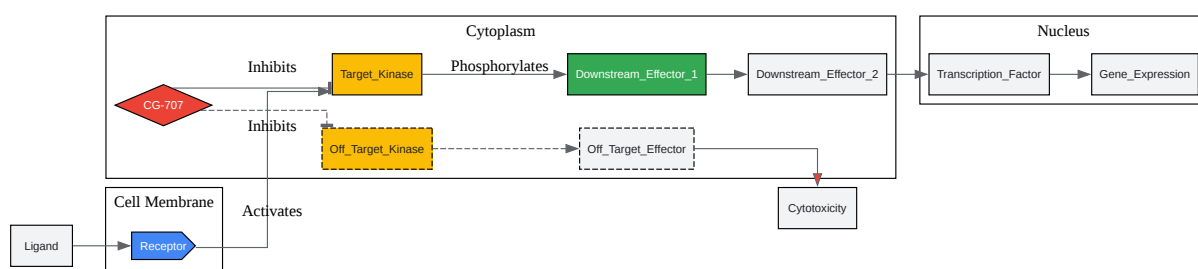 Cytoplasm
Nucleus
Inhibits
Target_Kinase
Phosphorylates
Downstream_Effector_1
Downstream_Effector_2
Transcription_Factor
Gene_Expression
CG-707
Inhibits
Off_Target_Kinase
Off_Target_Effector
Cell Membrane
Activates
Cytotoxicity
Ligand
Receptor